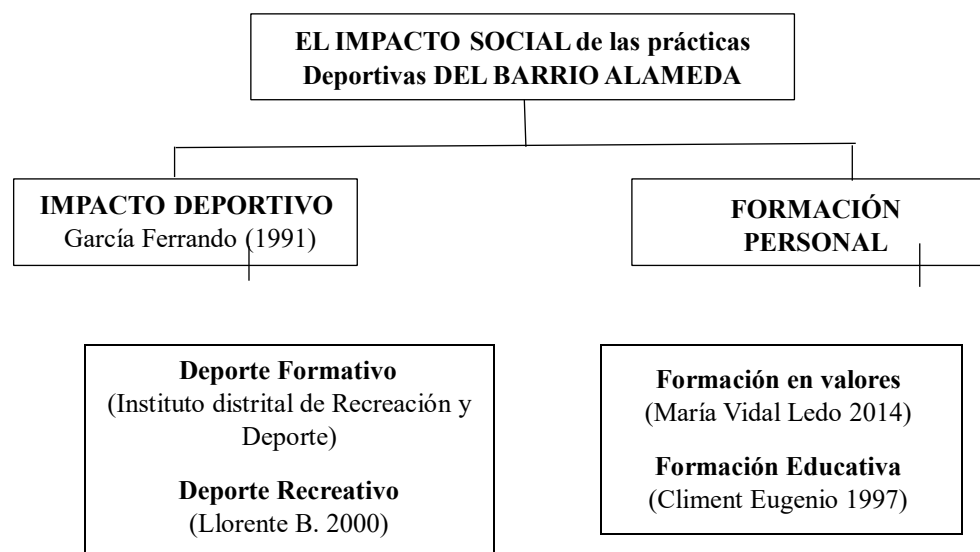 EL IMPACTO SOCIAL de las prácticas
Deportivas DEL BARRIO ALAMEDA
IMPACTO DEPORTIVO
García Ferrando (1991)
FORMACIÓN
PERSONAL
Deporte Formativo
(Instituto distrital de Recreación y
Deporte)
Deporte Recreativo
(Llorente B. 2000)
Formación en valores
(María Vidal Ledo 2014)
Formación Educativa
(Climent Eugenio 1997)